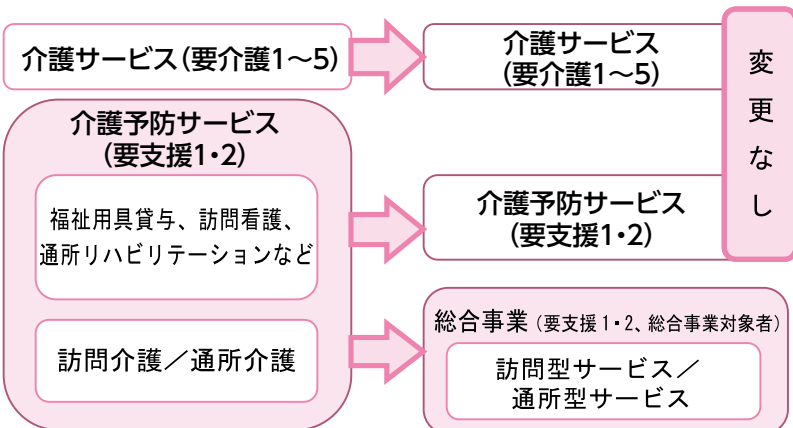 介護サービス(要介護1〜5)
介護サービス
(要介護1〜5)
変更なし
介護予防サービス
(要支援1・2)
福祉用具貸与、訪問看護、
通所リハビリテーションなど
介護予防サービス
(要支援1・2)
訪問介護／通所介護
総合事業(要支援1・2、総合事業対象者)
訪問型サービス／
通所型サービス